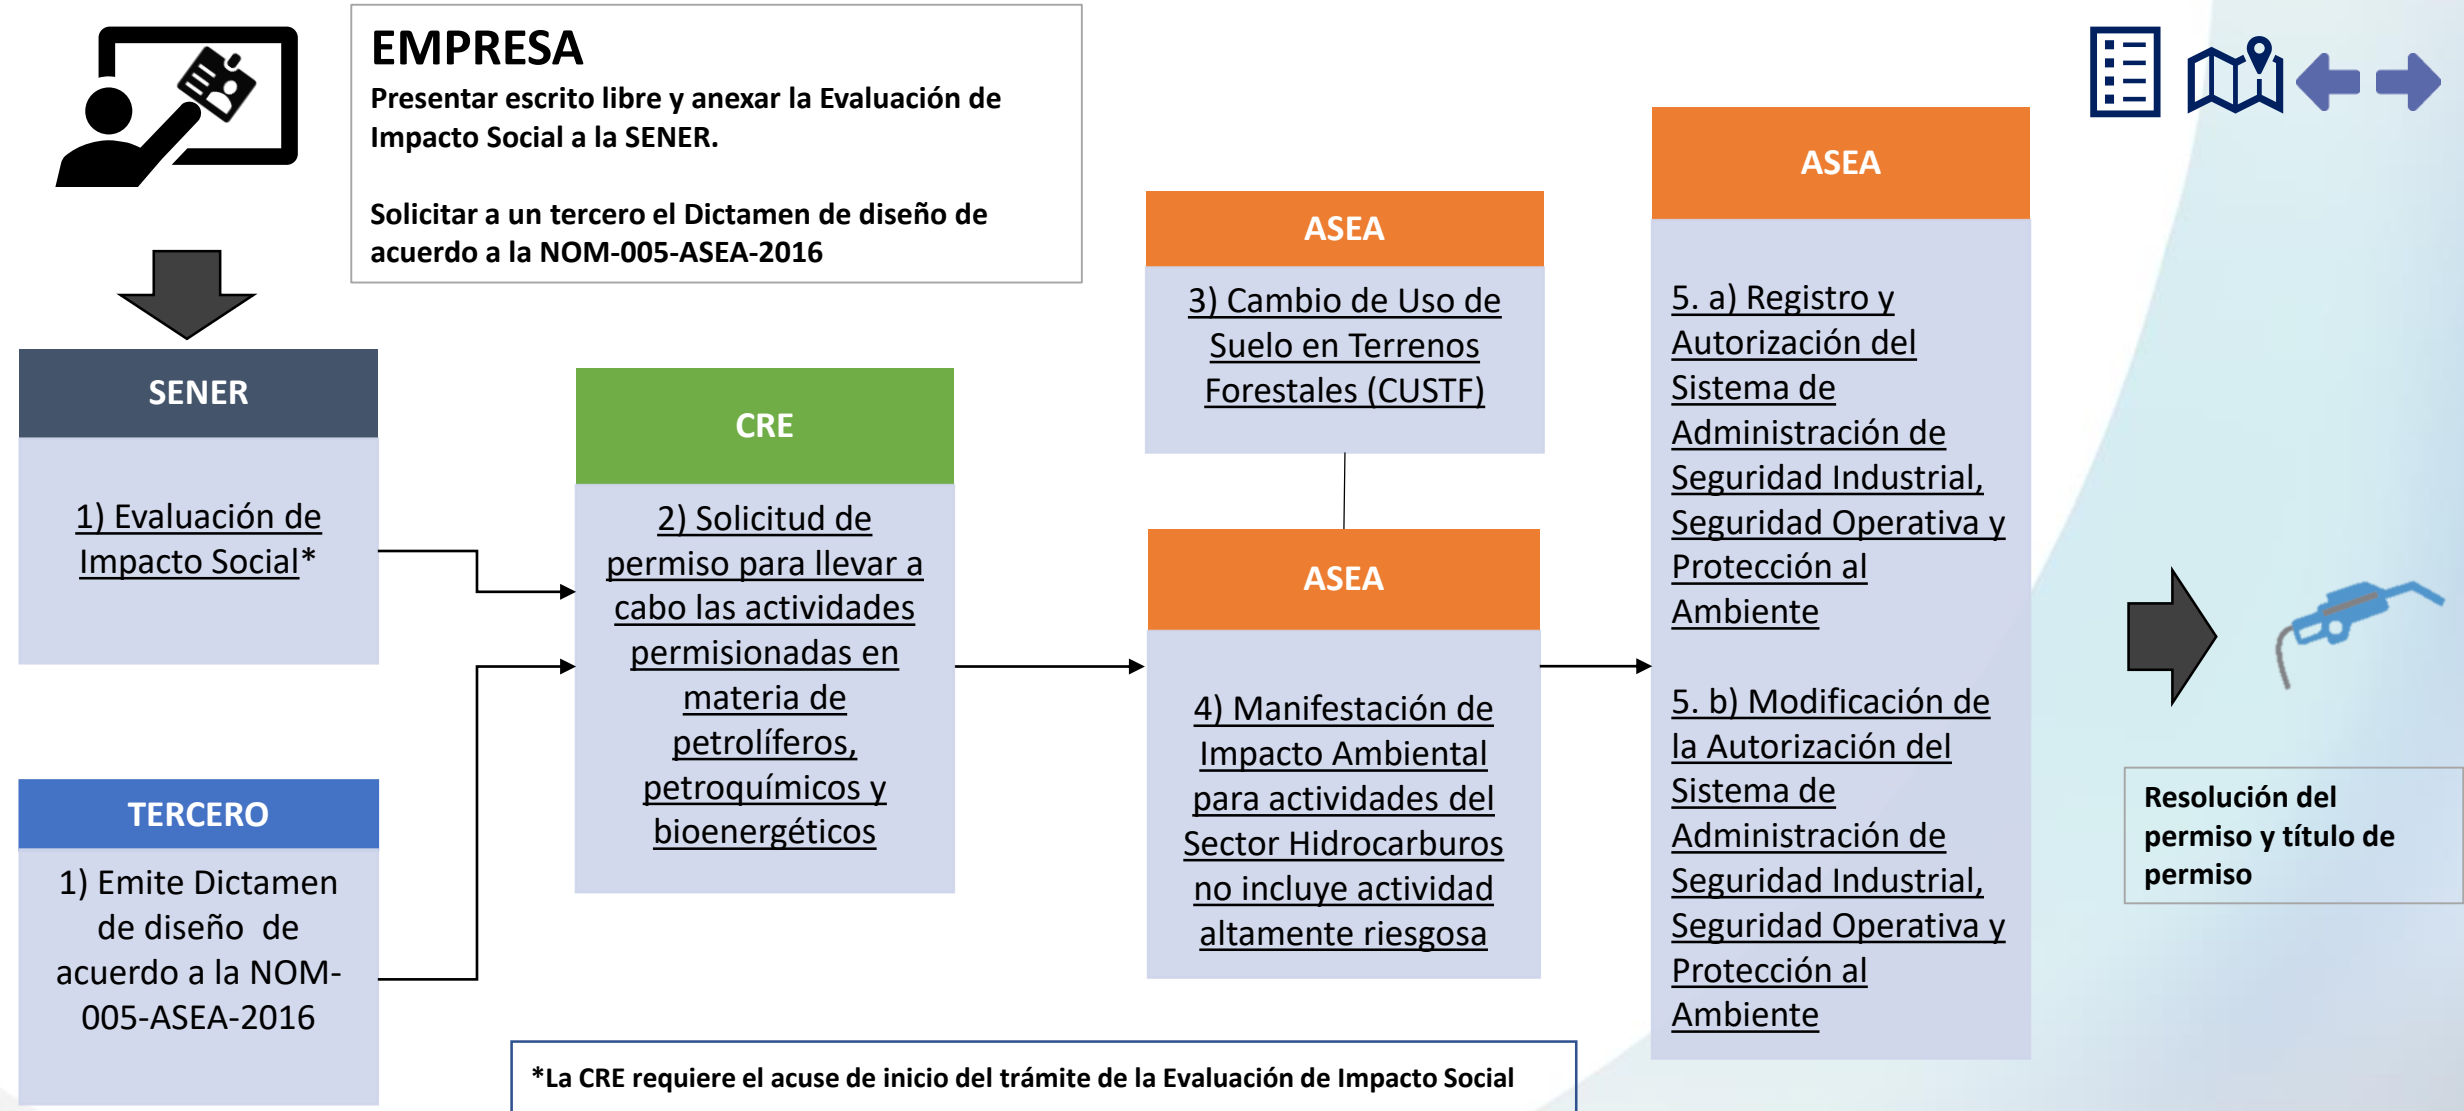 EMPRESA
Presentar escrito libre y anexar la Evaluación de
Impacto Social a la SENER.
Solicitar a un tercero el Dictamen de diseño de
acuerdo a la NOM-005-ASEA-2016
SENER
1) Evaluación de
Impacto Social*
TERCERO
1) Emite Dictamen
de diseño  de
acuerdo a la NOM-
005-ASEA-2016
CRE
2) Solicitud de
permiso para llevar a
cabo las actividades
permisionadas en
materia de
petrolíferos,
petroquímicos y
bioenergéticos
ASEA
3) Cambio de Uso de
Suelo en Terrenos
Forestales (CUSTF)
ASEA
4) Manifestación de
Impacto Ambiental
para actividades del
Sector Hidrocarburos
no incluye actividad
altamente riesgosa
ASEA
5. a) Registro y
Autorización del
Sistema de
Administración de
Seguridad Industrial,
Seguridad Operativa y
Protección al
Ambiente
5. b) Modificación de
la Autorización del
Sistema de
Administración de
Seguridad Industrial,
Seguridad Operativa y
Protección al
Ambiente
Resolución del
permiso y título de
permiso
*La CRE requiere el acuse de inicio del trámite de la Evaluación de Impacto Social